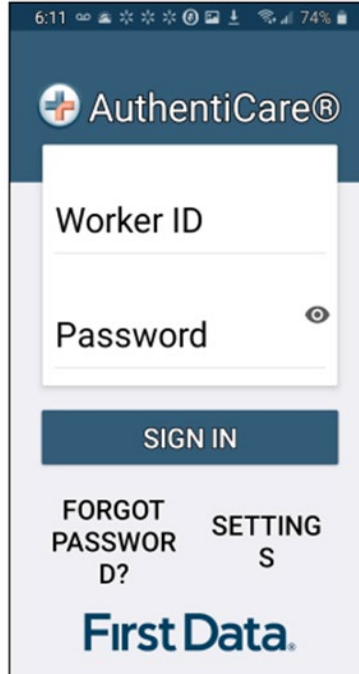 6:11 74%
AuthentiCare®
Worker ID
Password
SIGN IN
FORGOT
PASSWOR
D?
SETTING
S
First Data.